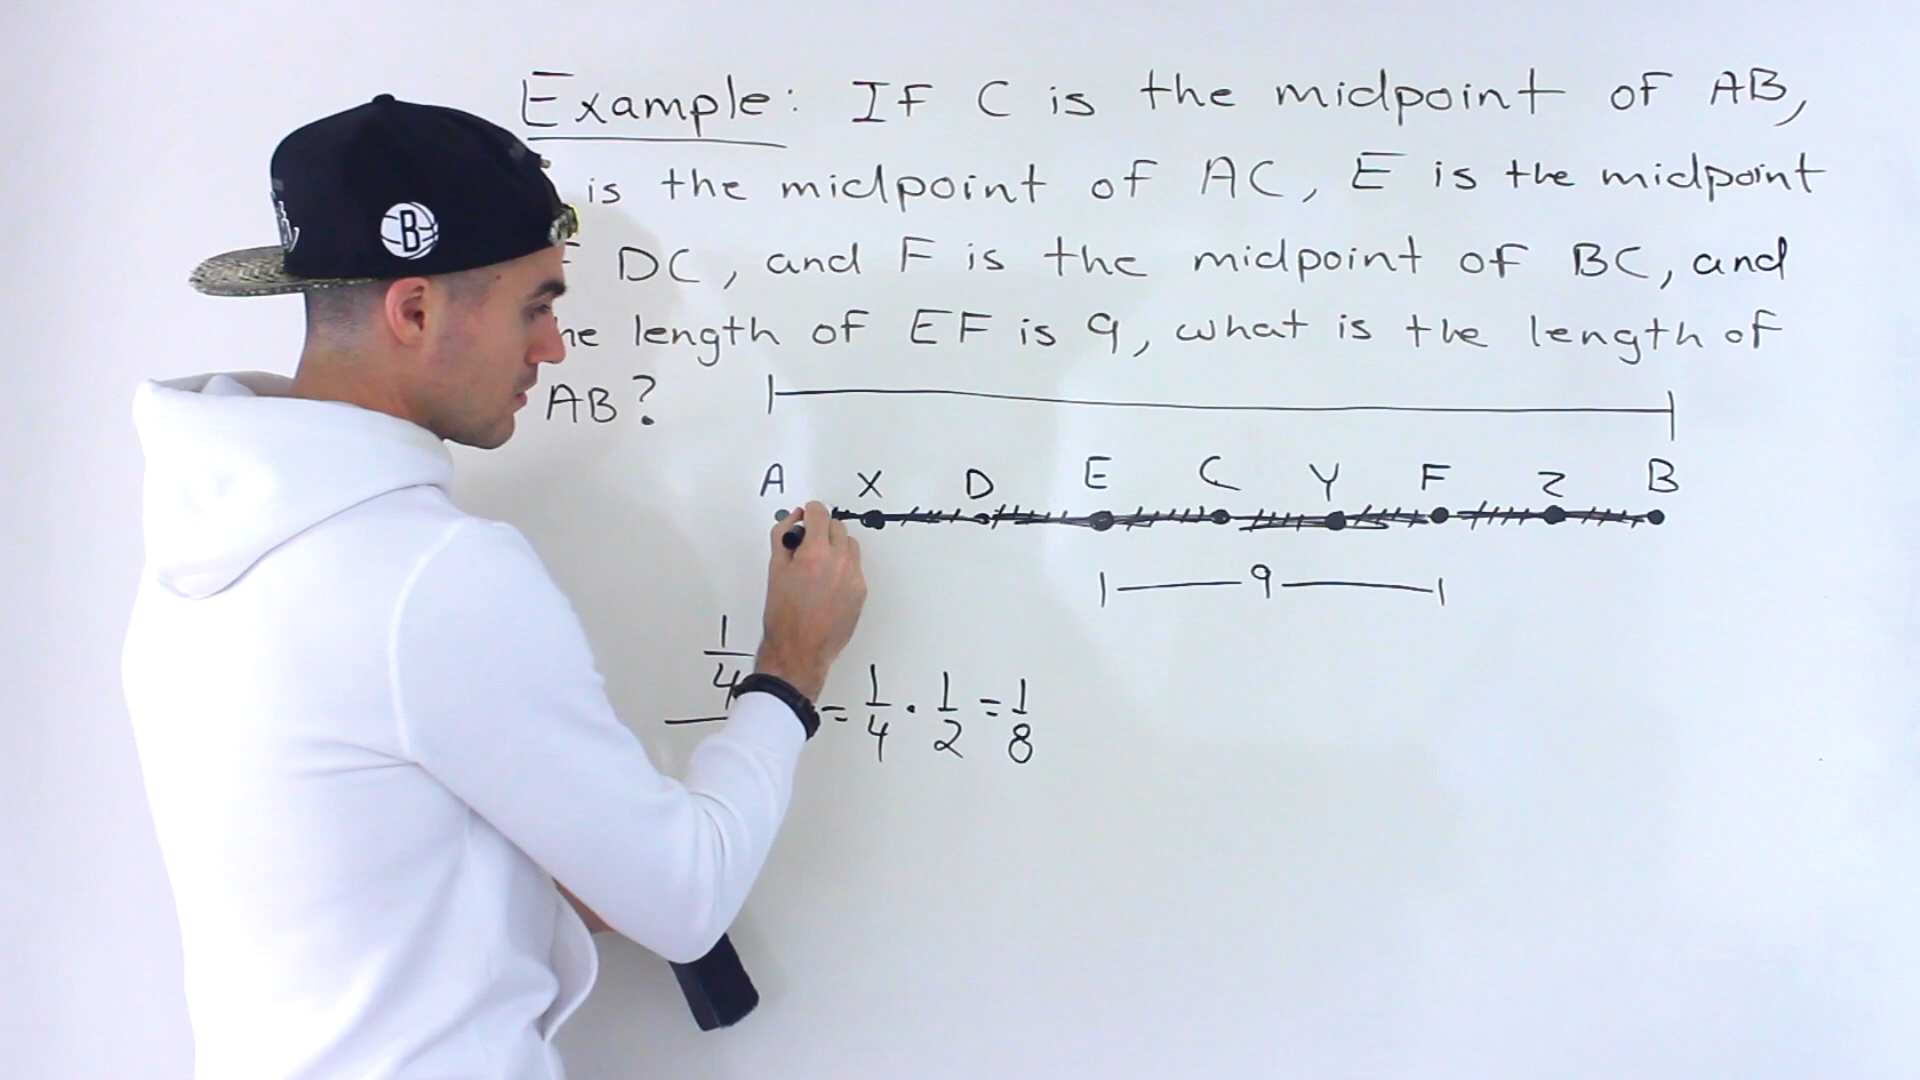 Example: If C is the midpoint of AB,
is the midpoint of AC, E is the midpoint
DC, and F is the midpoint of BC, and
length of EF is 9, what is the length of
AB?
A X D E C Y F Z B
9
1/4 = 1/4 · 1/2 = 1/8
B